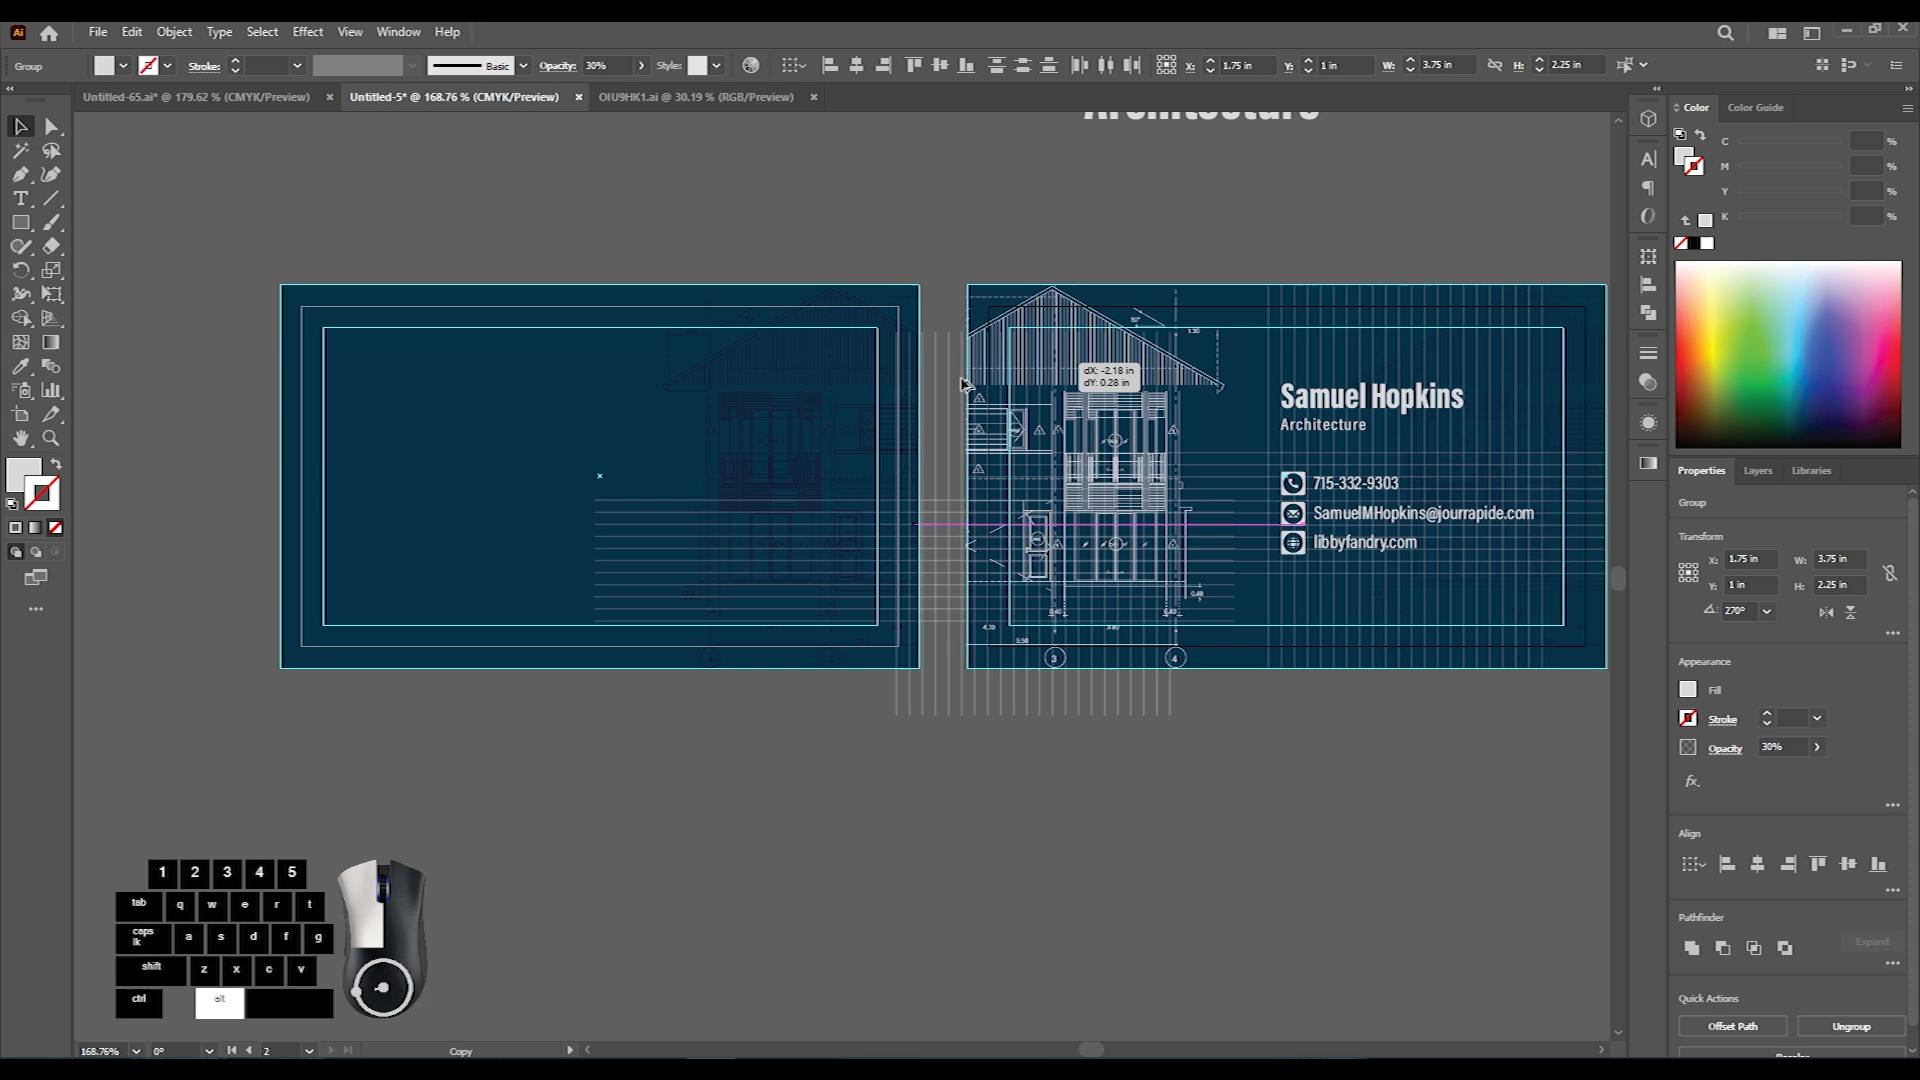 Ai
File Edit Object Type Select Effect View Window Help
Group Stroke: Basic Opacity: 30% Style: X: 1.75 in Y: 1 in W: 3.75 in H: 2.25 in
Untitled-65.ai* @ 179.62 % (CMYK/Preview) × Untitled-5* @ 168.76 % (CMYK/Preview) × OIU9HK1.ai @ 30.19 % (RGB/Preview) ×
Architecture
dX: -2.18 in
dY: 0.28 in
Samuel Hopkins
Architecture
715-332-9303
SamuelMHopkins@jourrapide.com
libbyfandry.com
3 4
Color Color Guide
C %
M %
Y %
K %
Properties Layers Libraries
Group
Transform
X: 1.75 in W: 3.75 in
Y: 1 in H: 2.25 in
270°
Appearance
Fill
Stroke
Opacity 30%
fx.
Align
Pathfinder
Expand
Quick Actions
Offset Path Ungroup
1 2 3 4 5
tab q w e r t
caps lk a s d f g
shift z x c v
ctrl alt
168.76% 0° 2 Copy